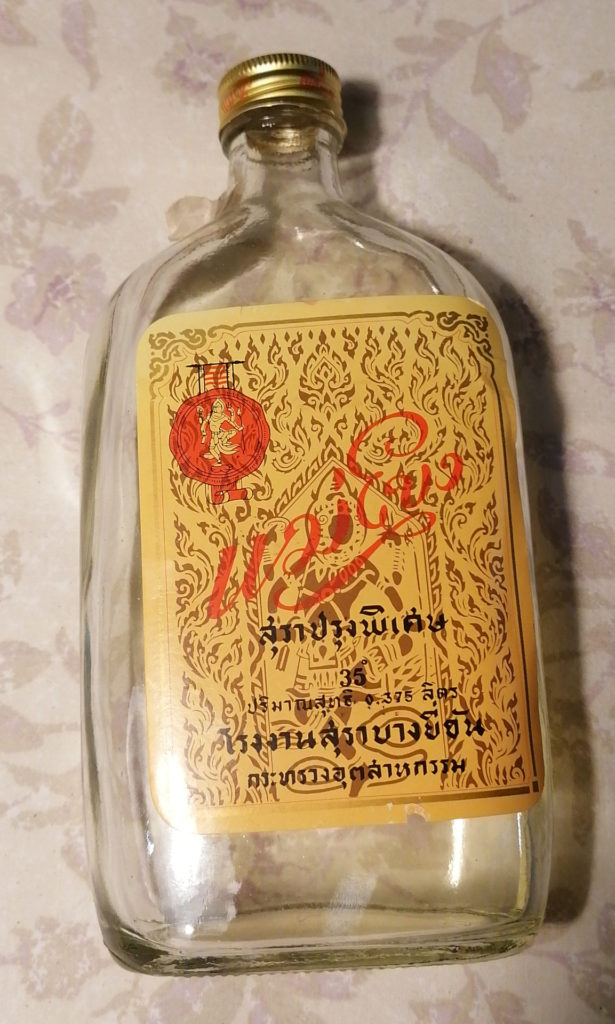 แม่โขง
สุราปรุงพิเศษ
35°
ปริมาณสุทธิ ๐.375 ลิตร
โรงงานสุราบางยี่ขัน
กระทรวงอุตสาหกรรม